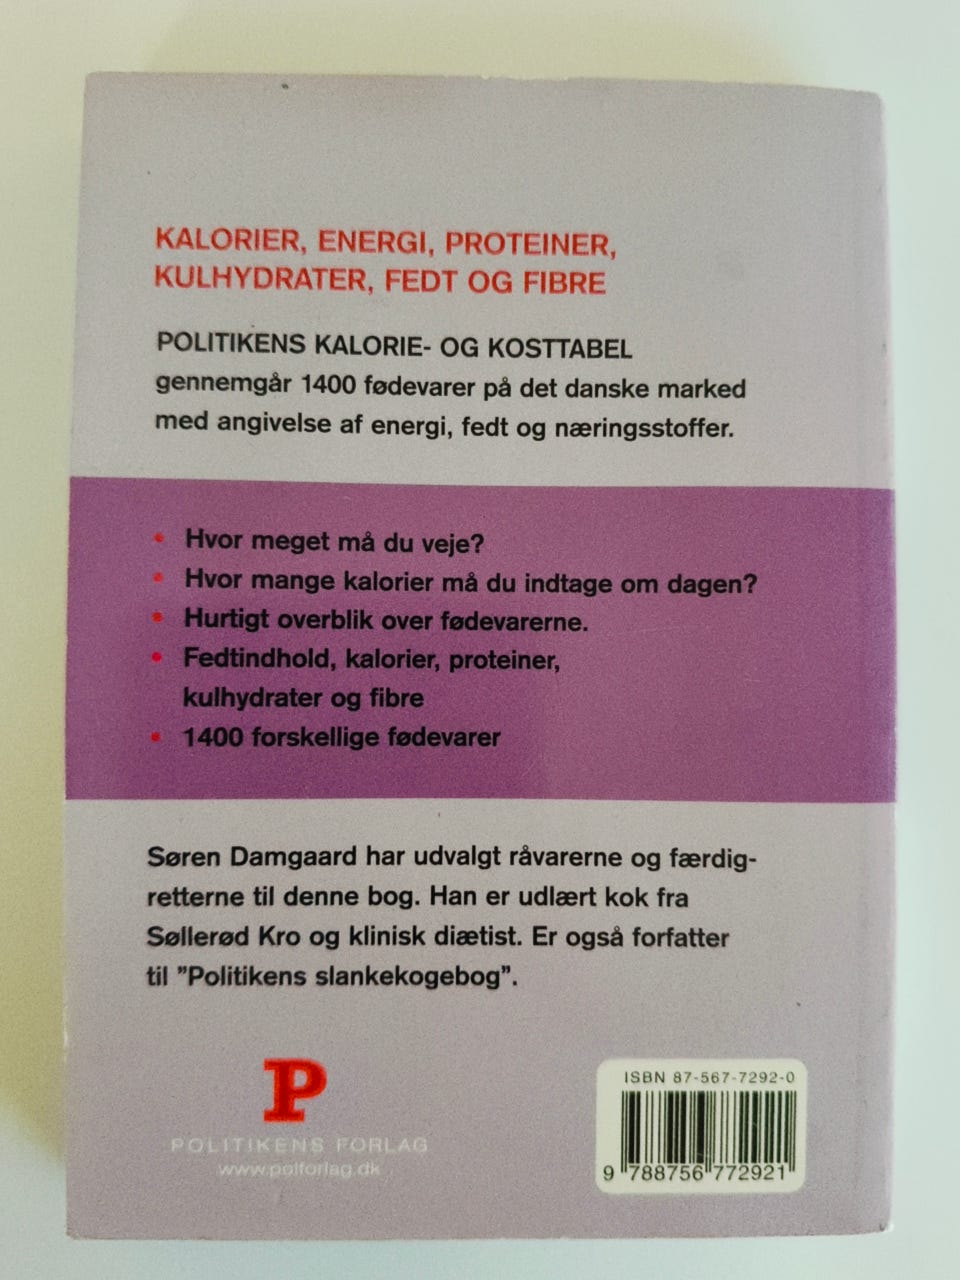 KALORIER, ENERGI, PROTEINER,
KULHYDRATER, FEDT OG FIBRE
POLITIKENS KALORIE- OG KOSTTABEL
gennemgår 1400 fødevarer på det danske marked
med angivelse af energi, fedt og næringsstoffer.
• Hvor meget må du veje?
• Hvor mange kalorier må du indtage om dagen?
• Hurtigt overblik over fødevarerne.
• Fedtindhold, kalorier, proteiner,
kulhydrater og fibre
• 1400 forskellige fødevarer
Søren Damgaard har udvalgt råvarerne og færdig-
retterne til denne bog. Han er udlært kok fra
Søllerød Kro og klinisk diætist. Er også forfatter
til ”Politikens slankekogebog”.
P
POLITIKENS FORLAG
www.polforlag.dk
ISBN 87-567-7292-0
9 788756 772921